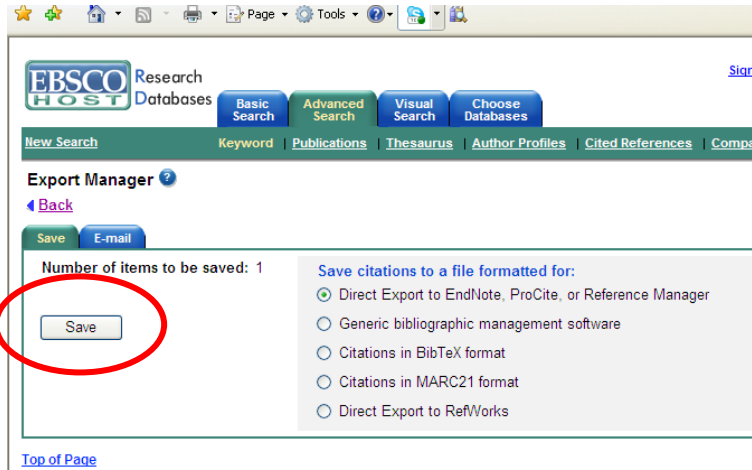 Page Tools
EBSCO Research
HOST Databases
Sign
Basic Search Advanced Search Visual Search Choose Databases
New Search Keyword | Publications | Thesaurus | Author Profiles | Cited References | Compa
Export Manager
Back
Save E-mail
Number of items to be saved: 1
Save
Save citations to a file formatted for:
Direct Export to EndNote, ProCite, or Reference Manager
Generic bibliographic management software
Citations in BibTeX format
Citations in MARC21 format
Direct Export to RefWorks
Top of Page